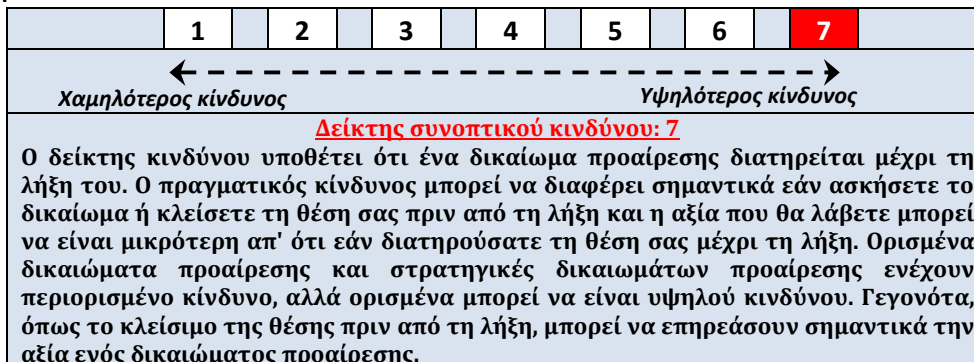 1 2 3 4 5 6 7
Χαμηλότερος κίνδυνος Υψηλότερος κίνδυνος
Δείκτης συνοπτικού κινδύνου: 7
Ο δείκτης κινδύνου υποθέτει ότι ένα δικαίωμα προαίρεσης διατηρείται μέχρι τη
λήξη του. Ο πραγματικός κίνδυνος μπορεί να διαφέρει σημαντικά εάν ασκήσετε το
δικαίωμα ή κλείσετε τη θέση σας πριν από τη λήξη και η αξία που θα λάβετε μπορεί
να είναι μικρότερη απ' ότι εάν διατηρούσατε τη θέση σας μέχρι τη λήξη. Ορισμένα
δικαιώματα προαίρεσης και στρατηγικές δικαιωμάτων προαίρεσης ενέχουν
περιορισμένο κίνδυνο, αλλά ορισμένα μπορεί να είναι υψηλού κινδύνου. Γεγονότα,
όπως το κλείσιμο της θέσης πριν από τη λήξη, μπορεί να επηρεάσουν σημαντικά την
αξία ενός δικαιώματος προαίρεσης.